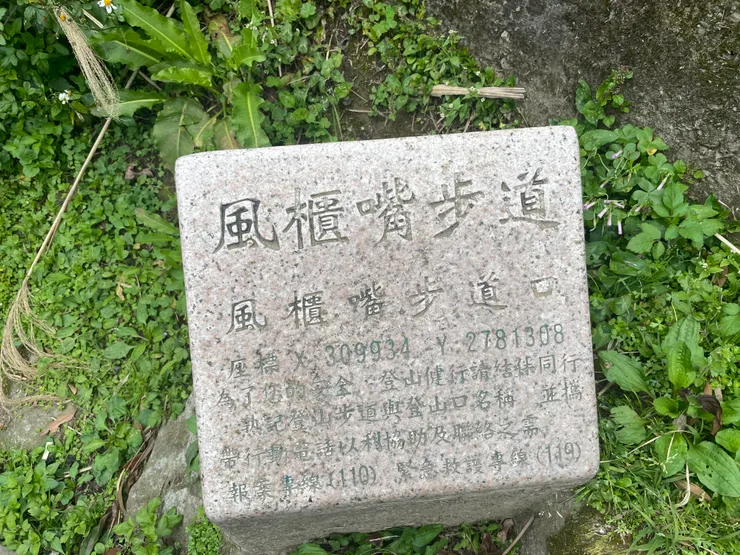 風櫃嘴步道
風櫃嘴步道口
座標 X:309934 Y:2781308
為了您的安全，登山健行請結伴同行
熟記登山步道與登山口名稱，並攜
帶行動電話以利協助及聯絡之需
報案專線(110) 緊急救護專線(119)